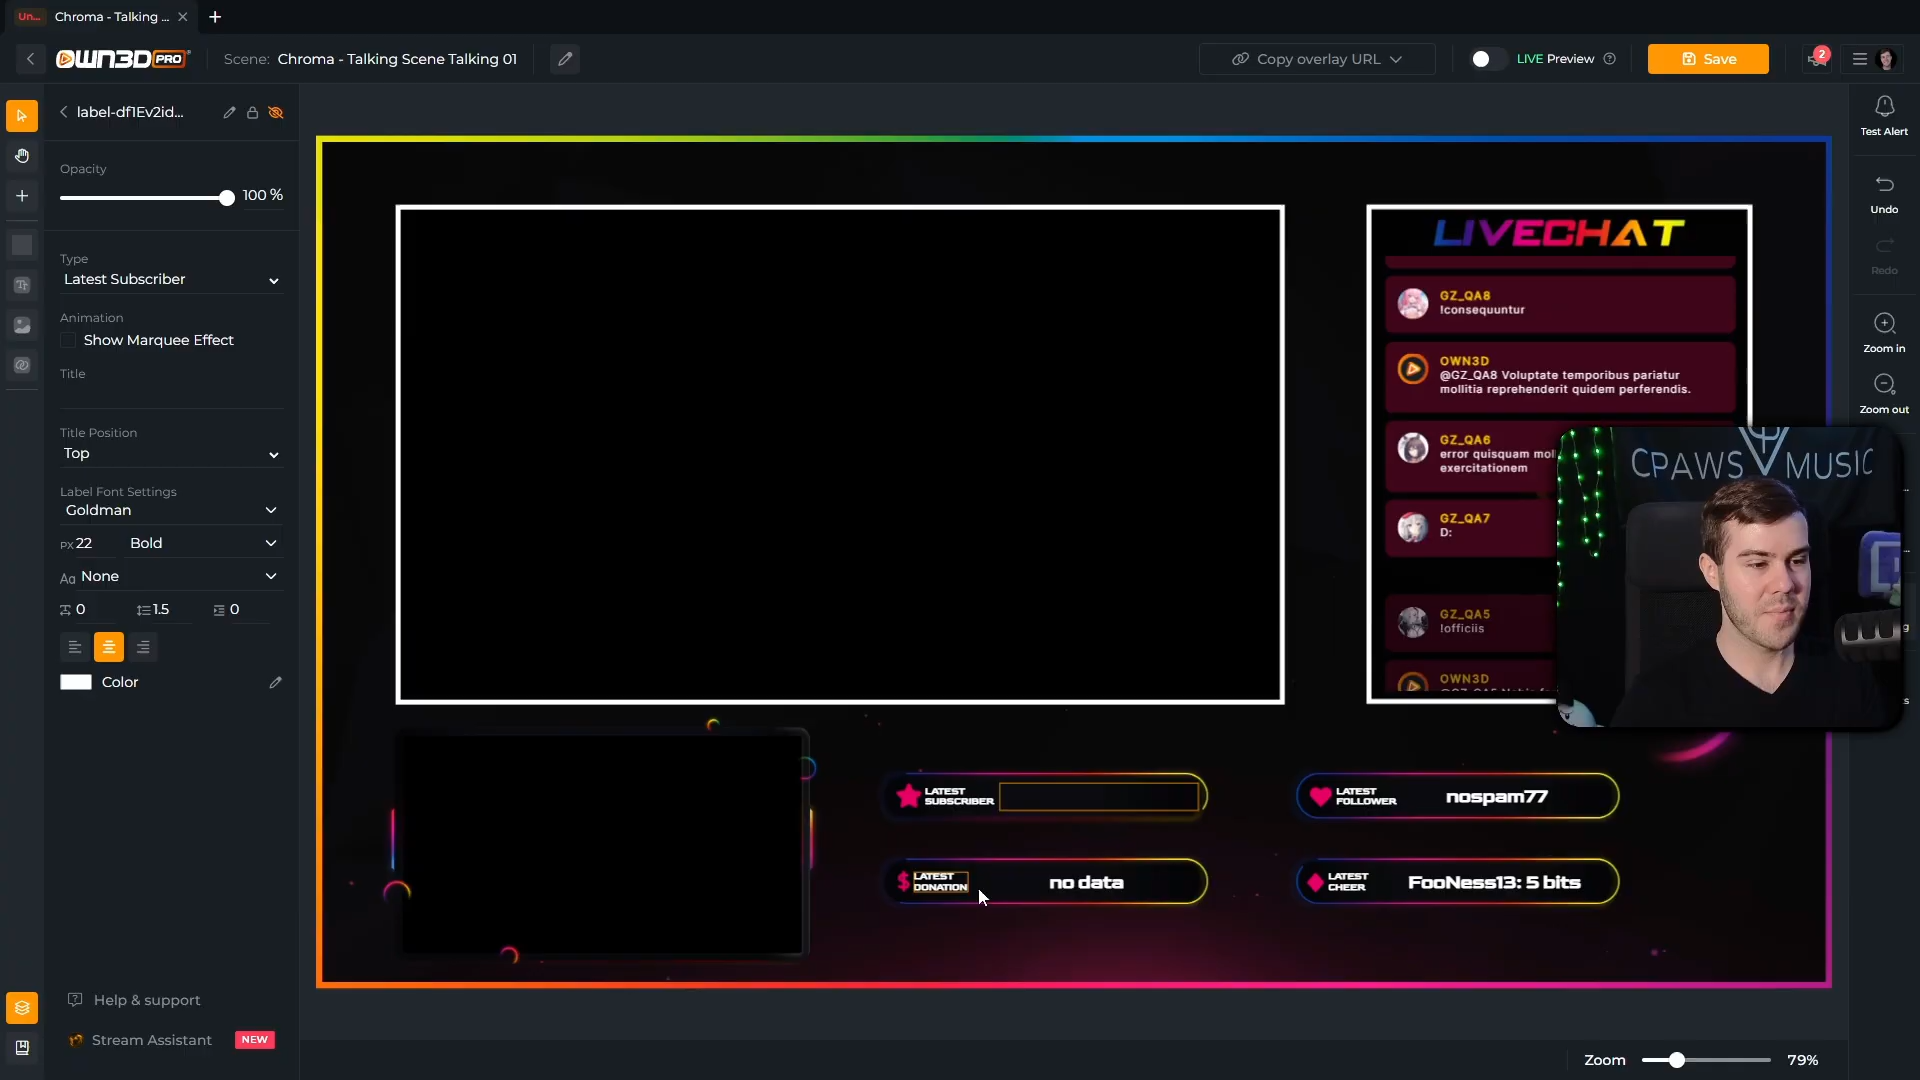 Un...
Chroma - Talking ...
OWN3D PRO
Scene: Chroma - Talking Scene Talking 01
Copy overlay URL
LIVE Preview
Save
2
label-df1Ev2id...
Opacity
100 %
Type
Latest Subscriber
Animation
Show Marquee Effect
Title
Title Position
Top
Label Font Settings
Goldman
PX 22
Bold
Aa None
0
1.5
0
Color
Help & support
Stream Assistant
NEW
LIVECHAT
GZ_QA8
!consequuntur
OWN3D
@GZ_QA8 Voluptate temporibus pariatur
mollitia reprehenderit quidem perferendis.
GZ_QA6
error quisquam mol
exercitationem
GZ_QA7
D:
GZ_QA5
!officiis
OWN3D
CPAWS MUSIC
LATEST
SUBSCRIBER
LATEST
FOLLOWER
nospam77
LATEST
DONATION
no data
LATEST
CHEER
FooNess13: 5 bits
Test Alert
Undo
Redo
Zoom in
Zoom out
Zoom
79%